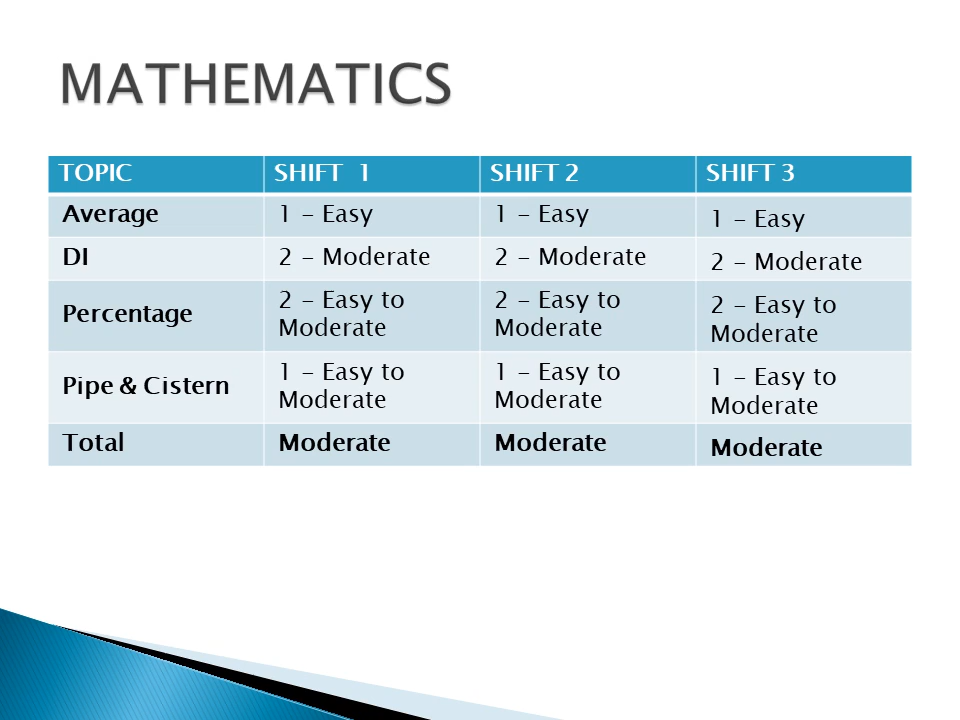 MATHEMATICS
TOPIC SHIFT 1 SHIFT 2 SHIFT 3
Average 1 - Easy 1 - Easy 1 - Easy
DI 2 - Moderate 2 - Moderate 2 - Moderate
Percentage 2 - Easy to Moderate 2 - Easy to Moderate 2 - Easy to Moderate
Pipe & Cistern 1 - Easy to Moderate 1 - Easy to Moderate 1 - Easy to Moderate
Total Moderate Moderate Moderate